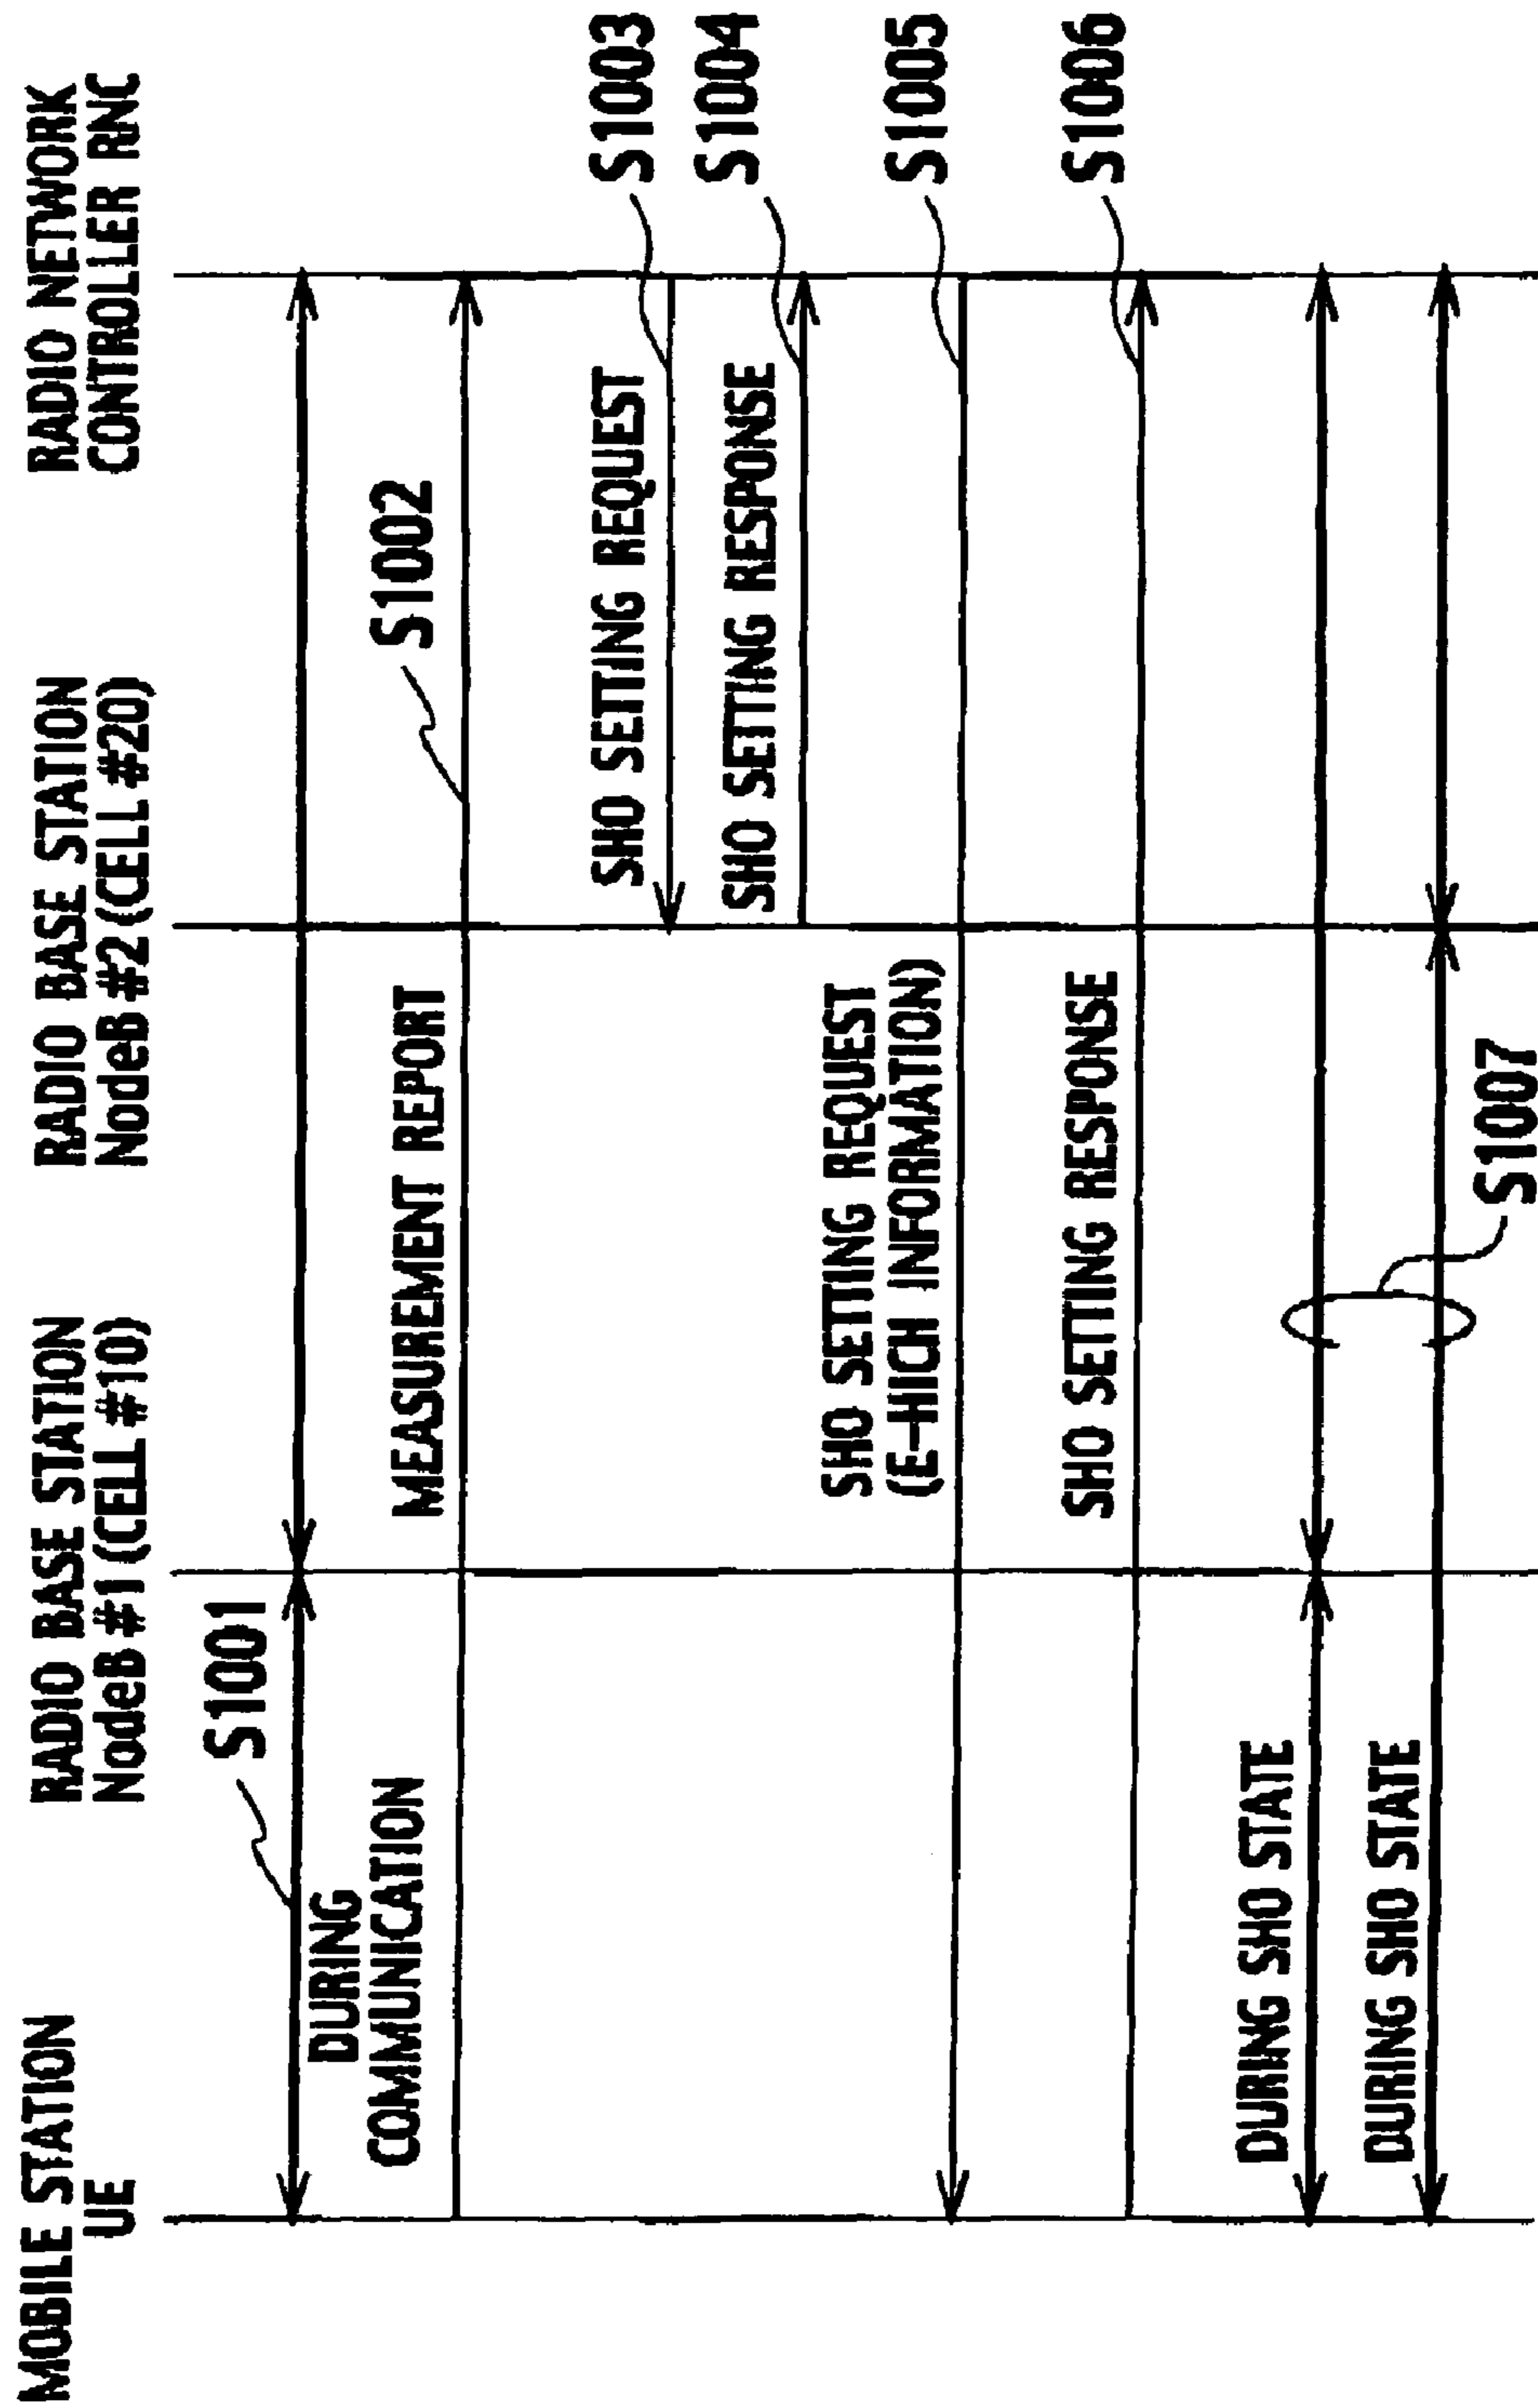 MOBILE STATION
UE
RADIO BASE STATION
NodeB #1 (CELL #10)
RADIO BASE STATION
NodeB #2 (CELL #20)
RADIO NETWORK
CONTROLLER RNC
S1001
DURING
COMMUNICATION
MEASUREMENT REPORT
S1002
SHO SETTING REQUEST
S1003
SHO SETTING RESPONSE
S1004
SHO SETTING REQUEST
(E-HICH INFORMATION)
S1005
SHO SETTING RESPONSE
S1006
DURING SHO STATE
DURING SHO STATE
S1007